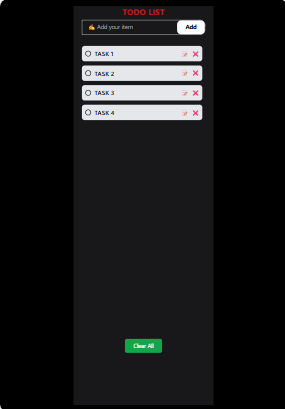 TODO LIST
Add your item Add
TASK 1
TASK 2
TASK 3
TASK 4
Clear All